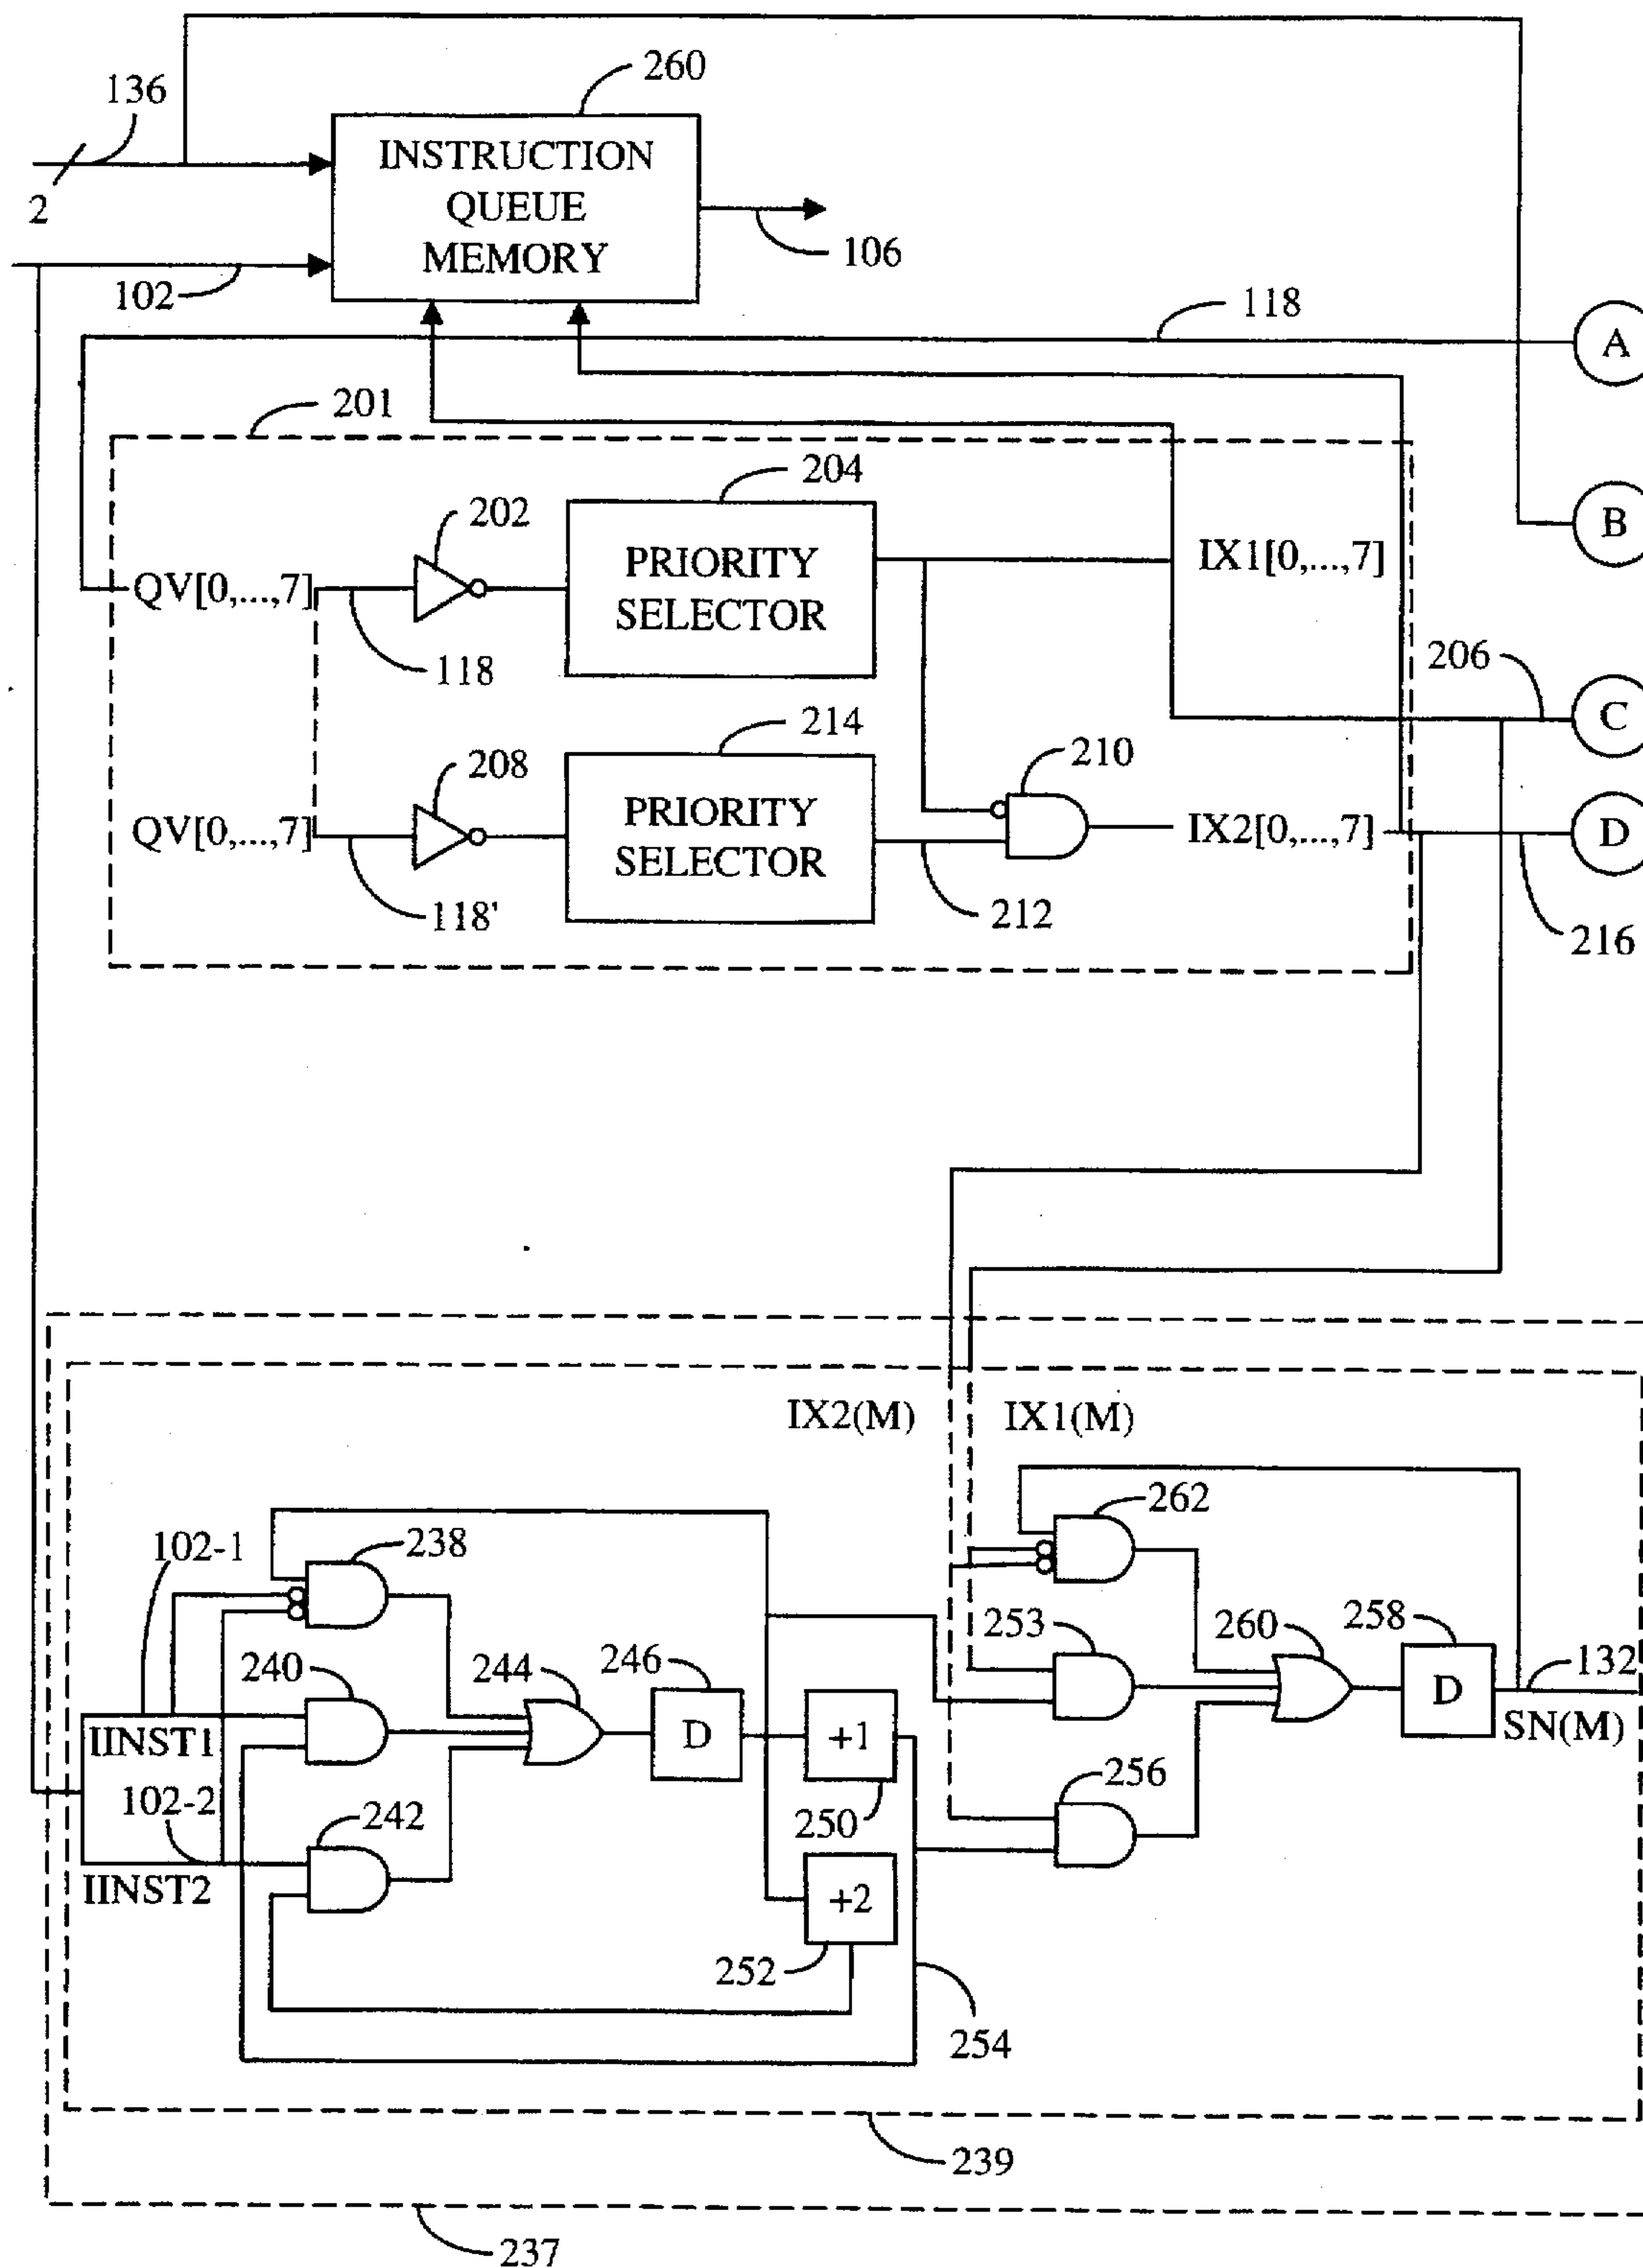 260
136
INSTRUCTION
QUEUE
MEMORY
2
106
102
118
A
201
204
202
B
PRIORITY
SELECTOR
IX1[0,...,7]
QV[0,...,7]
118
206
C
214
208
210
PRIORITY
SELECTOR
QV[0,...,7]
IX2[0,...,7]
D
118'
212
216
IX2(M)
IX1(M)
262
102-1
238
253
260
258
132
240
244
246
D
IINST1
D
+1
SN(M)
102-2
242
250
256
IINST2
+2
252
254
239
237